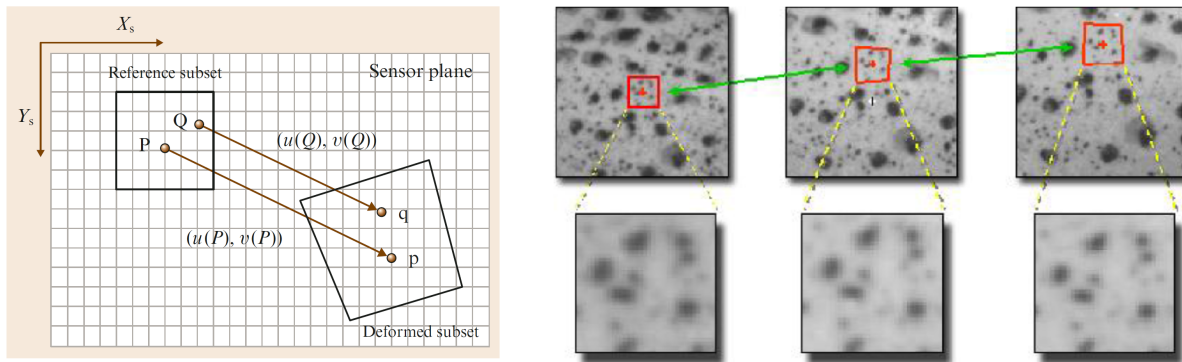 Xs
Ys
Reference subset
Sensor plane
Q
P
(u(Q), v(Q))
q
(u(P), v(P))
p
Deformed subset